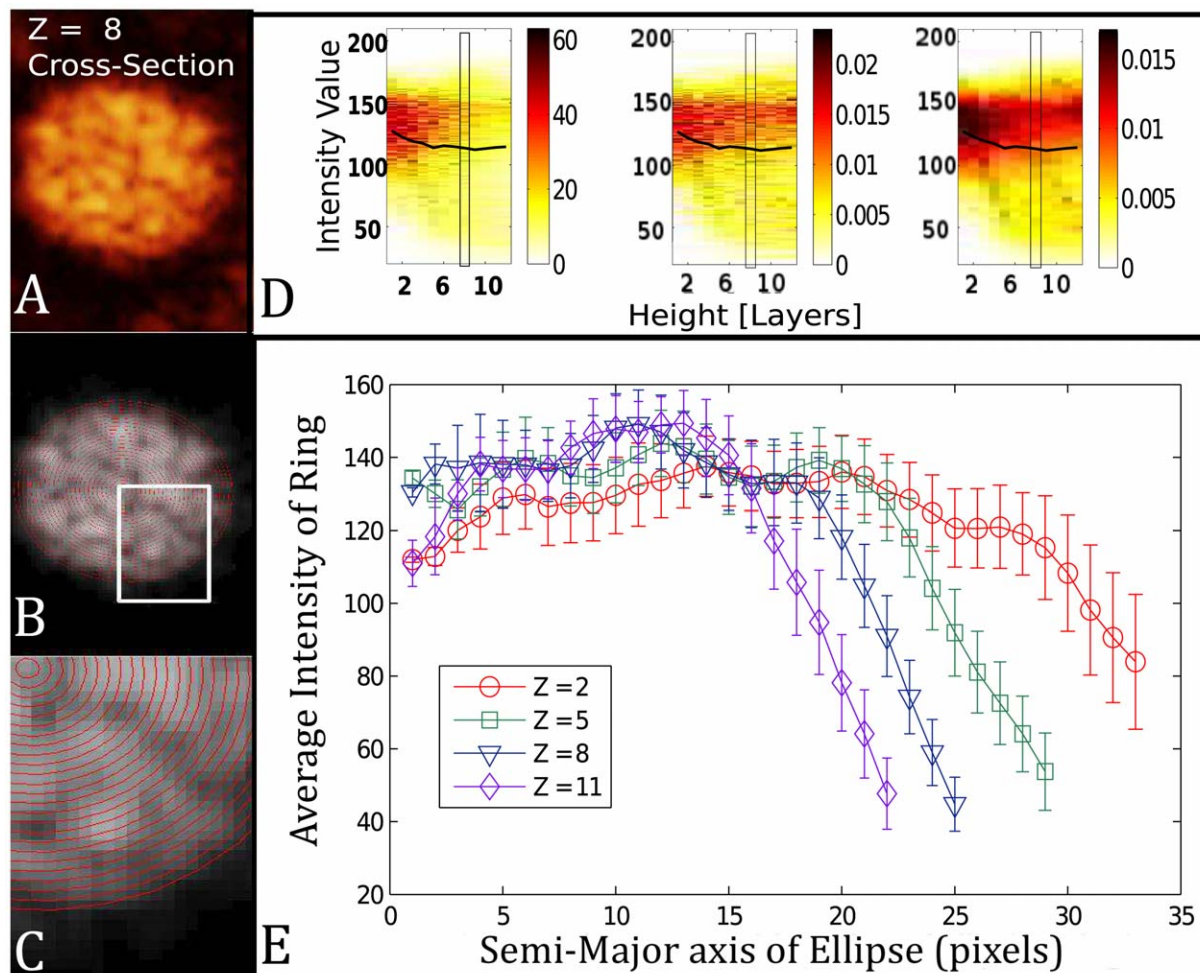 Z = 8
Cross-Section
A
B
C
D
Intensity Value
200
150
100
50
2 6 10
60
40
20
0
200
150
100
50
2 6 10
0.02
0.015
0.01
0.005
0
200
150
100
50
2 6 10
0.015
0.01
0.005
0
Height [Layers]
E
Average Intensity of Ring
160
140
120
100
80
60
40
20
0 5 10 15 20 25 30 35
Z = 2
Z = 5
Z = 8
Z = 11
Semi-Major axis of Ellipse (pixels)